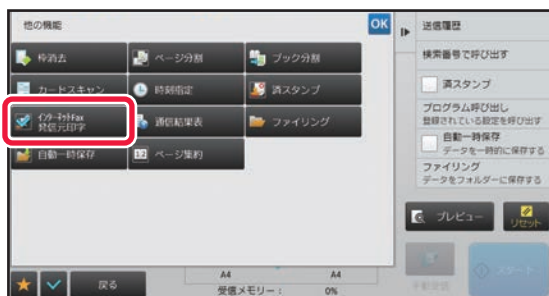 他の機能
OK
枠消去
ページ分割
ブック分割
カードスキャン
時刻指定
済スタンプ
インターネットFax
発信元印字
通信結果表
ファイリング
自動一時保存
ページ集約
戻る
A4
A4
受信メモリー:
0%
送信履歴
検索番号で呼び出す
済スタンプ
プログラム呼び出し
登録されている設定を呼び出す
自動一時保存
データを一時的に保存する
ファイリング
データをフォルダーに保存する
プレビュー
リセット
手動受信
スタート